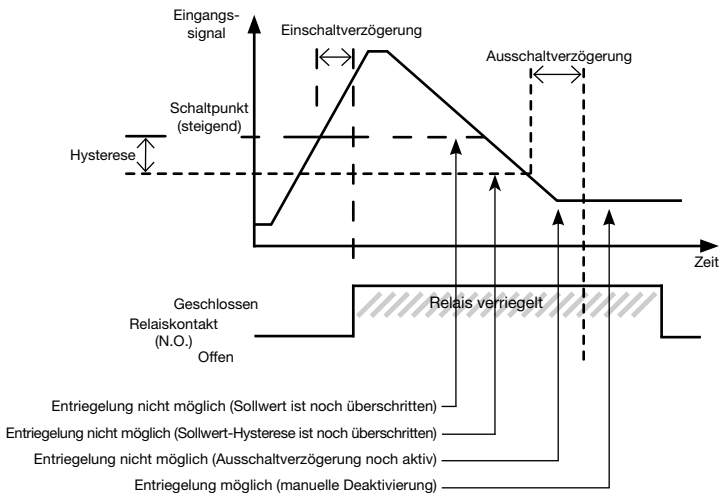 Eingangs-
signal
Einschaltverzögerung
Ausschaltverzögerung
Schaltpunkt
(steigend)
Hysterese
Zeit
Geschlossen
Relais verriegelt
Relaiskontakt
(N.O.)
Offen
Entriegelung nicht möglich (Sollwert ist noch überschritten)
Entriegelung nicht möglich (Sollwert-Hysterese ist noch überschritten)
Entriegelung nicht möglich (Ausschaltverzögerung noch aktiv)
Entriegelung möglich (manuelle Deaktivierung)